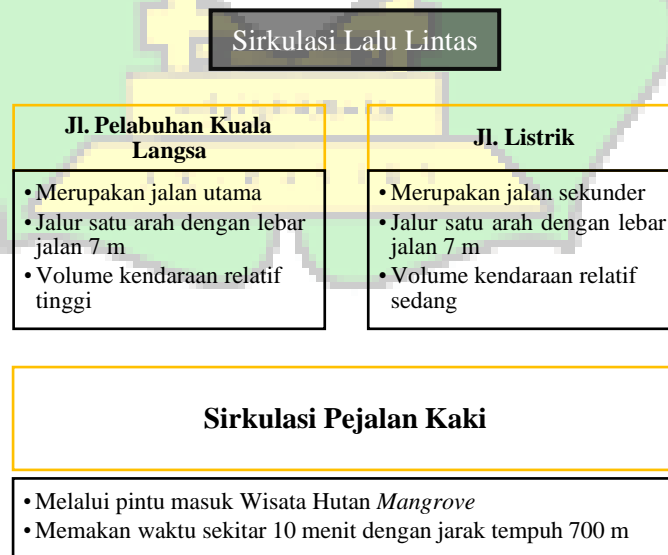 Sirkulasi Lalu Lintas
Jl. Pelabuhan Kuala
Langsa
• Merupakan jalan utama
• Jalur satu arah dengan lebar
jalan 7 m
• Volume kendaraan relatif
tinggi
Jl. Listrik
• Merupakan jalan sekunder
• Jalur satu arah dengan lebar
jalan 7 m
• Volume kendaraan relatif
sedang
Sirkulasi Pejalan Kaki
• Melalui pintu masuk Wisata Hutan Mangrove
• Memakan waktu sekitar 10 menit dengan jarak tempuh 700 m